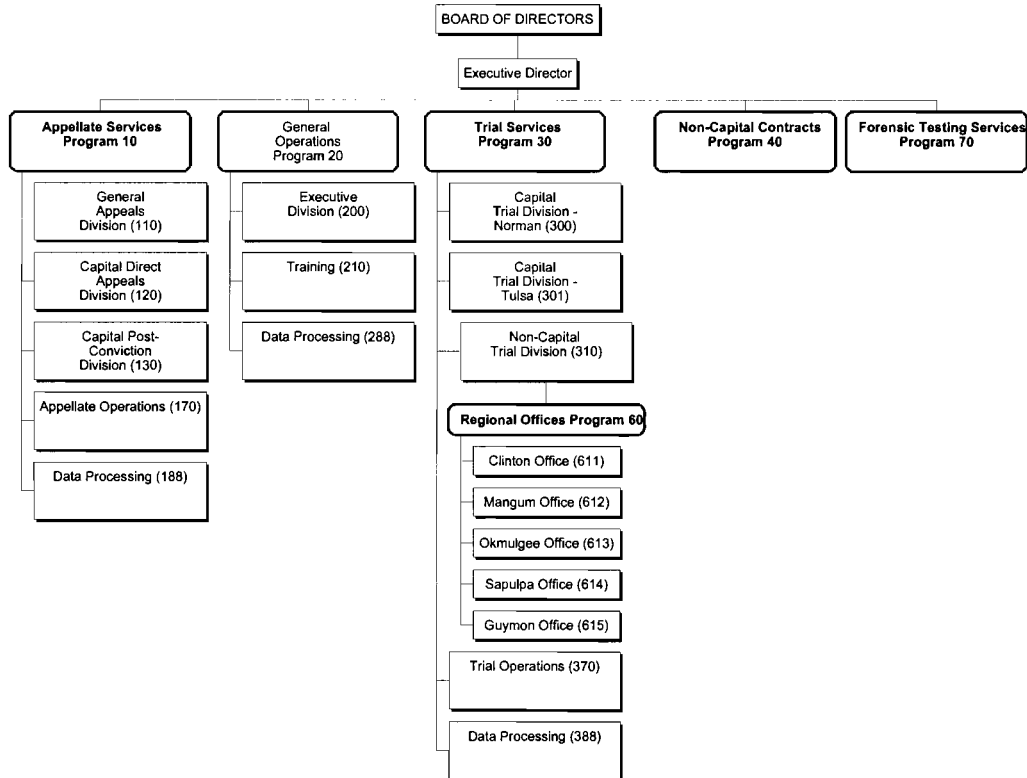 BOARD OF DIRECTORS
Executive Director
Appellate Services
Program 10
General
Appeals
Division (110)
Capital Direct
Appeals
Division (120)
Capital Post-
Conviction
Division (130)
Appellate Operations (170)
Data Processing (188)
General
Operations
Program 20
Executive
Division (200)
Training (210)
Data Processing (288)
Trial Services
Program 30
Capital
Trial Division -
Norman (300)
Capital
Trial Division -
Tulsa (301)
Non-Capital
Trial Division (310)
Regional Offices Program 60
Clinton Office (611)
Mangum Office (612)
Okmulgee Office (613)
Sapulpa Office (614)
Guymon Office (615)
Trial Operations (370)
Data Processing (388)
Non-Capital Contracts
Program 40
Forensic Testing Services
Program 70